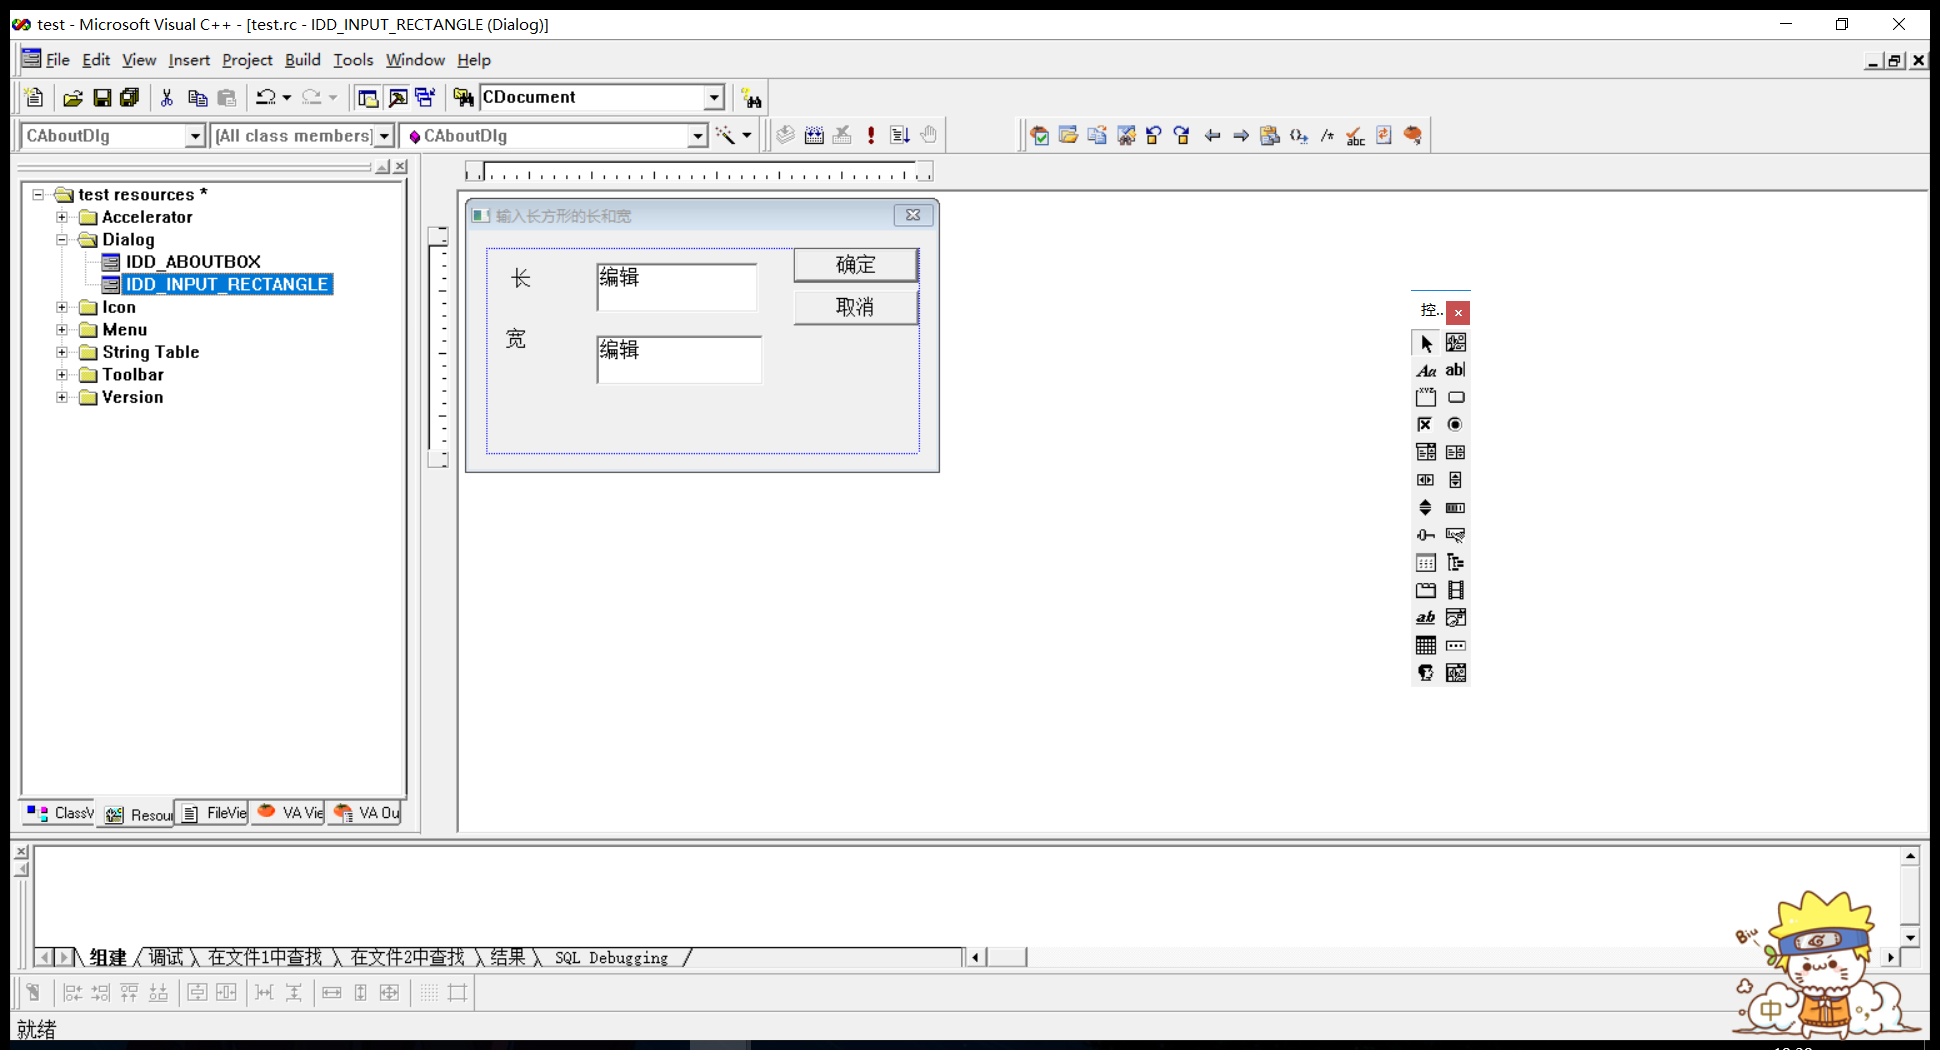 test - Microsoft Visual C++ - [test.rc - IDD_INPUT_RECTANGLE (Dialog)]
File Edit View Insert Project Build Tools Window Help
CDocument
CAboutDlg [All class members] CAboutDlg
test resources *
Accelerator
Dialog
IDD_ABOUTBOX
IDD_INPUT_RECTANGLE
Icon
Menu
String Table
Toolbar
Version
输入长方形的长和宽
长 编辑 确定
取消
宽 编辑
控..
Aa ab|
XYZ
ab
ClassV Resou FileVie VA Vie VA Ou
组建 调试 在文件1中查找 在文件2中查找 结果 SQL Debugging
Biu
中
就绪